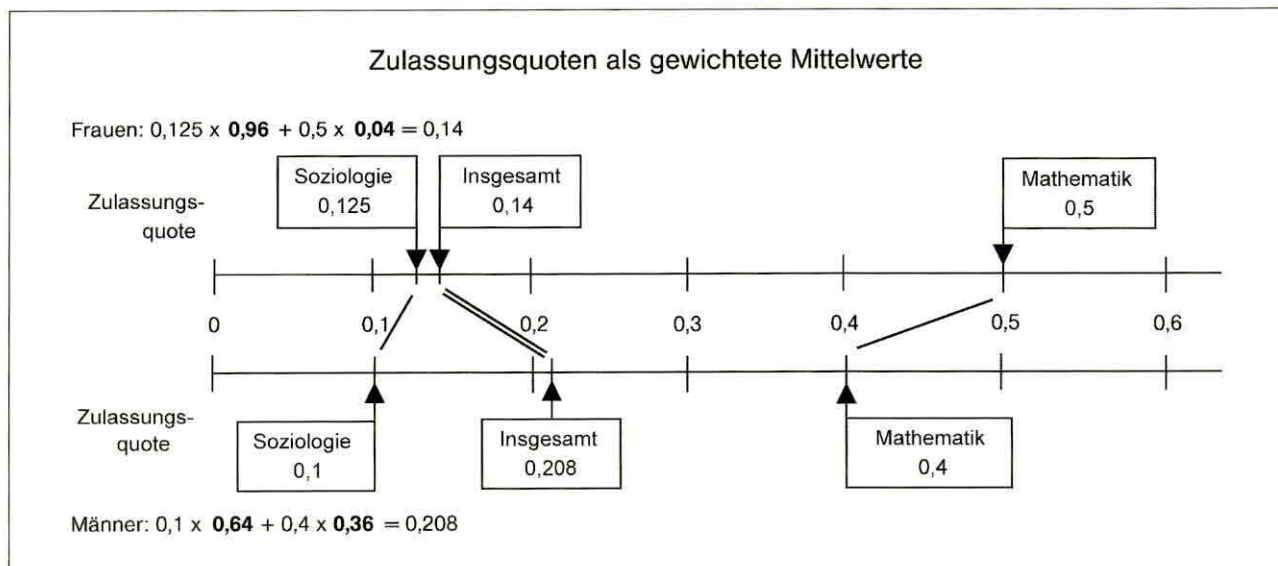 Zulassungsquoten als gewichtete Mittelwerte
Frauen: 0,125 x 0,96 + 0,5 x 0,04 = 0,14
Zulassungs-
quote
Soziologie
0,125
Insgesamt
0,14
Mathematik
0,5
0 0,1 0,2 0,3 0,4 0,5 0,6
Zulassungs-
quote
Soziologie
0,1
Insgesamt
0,208
Mathematik
0,4
Männer: 0,1 x 0,64 + 0,4 x 0,36 = 0,208